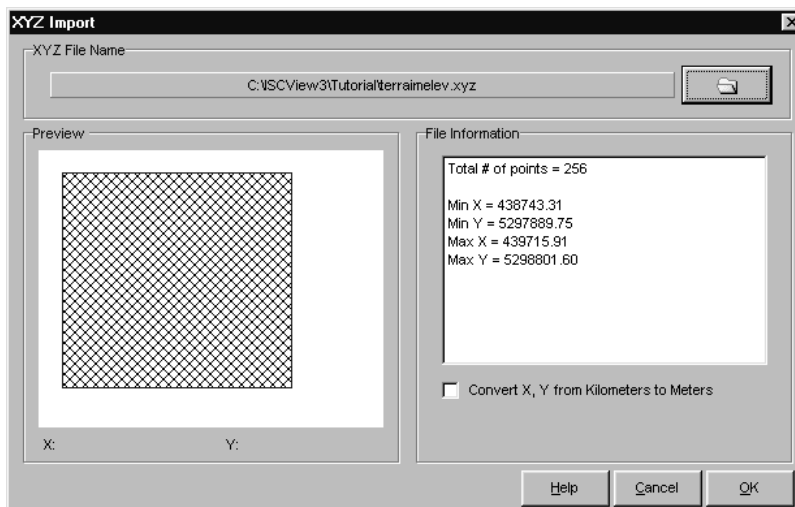 XYZ Import
XYZ File Name
C:\ISCView3\Tutorial\terraimelev.xyz
Preview
File Information
Total # of points = 256
Min X = 438743.31
Min Y = 5297889.75
Max X = 439715.91
Max Y = 5298801.60
Convert X, Y from Kilometers to Meters
X:
Y:
Help
Cancel
OK